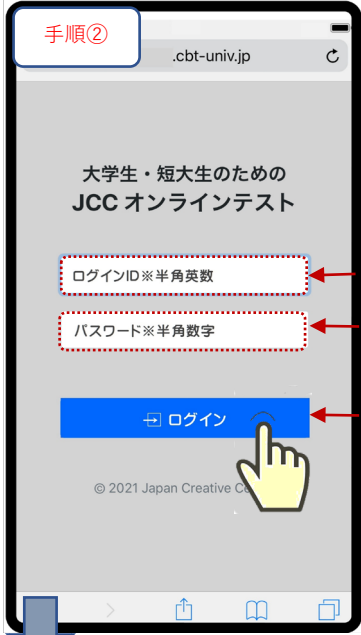 手順②
.cbt-univ.jp
大学生・短大生のための
JCC オンラインテスト
ログインID※半角英数
パスワード※半角数字
ログイン
© 2021 Japan Creative